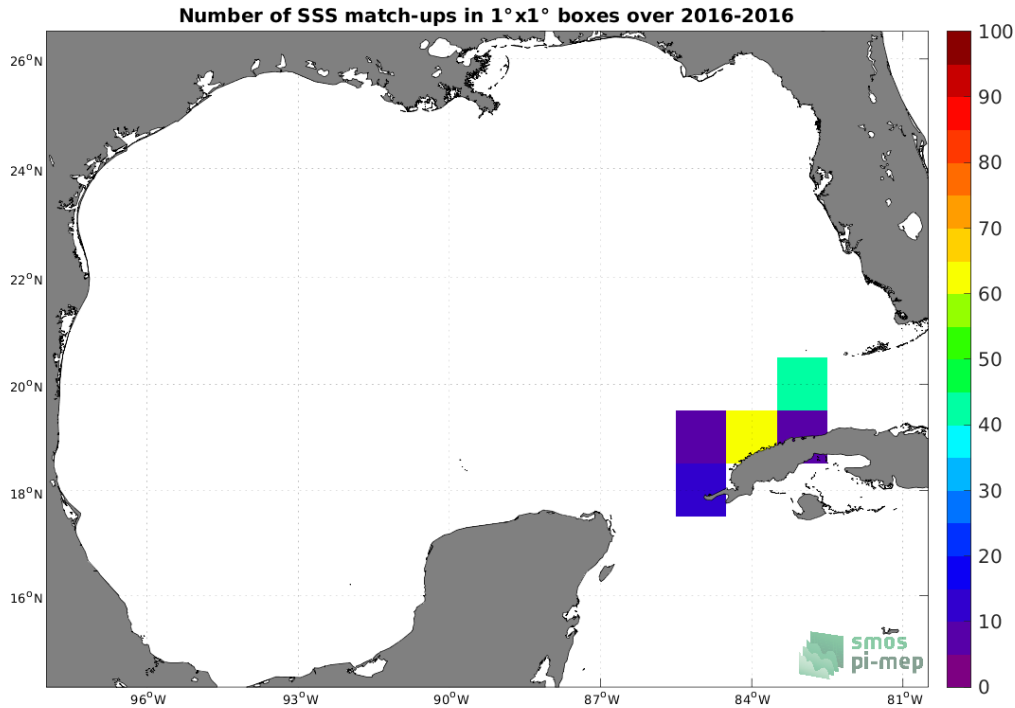 Number of SSS match-ups in 1°x1° boxes over 2016-2016
26°N
24°N
22°N
20°N
18°N
16°N
96°W
93°W
90°W
87°W
84°W
81°W
100
90
80
70
60
50
40
30
20
10
0
smos
pi-mep